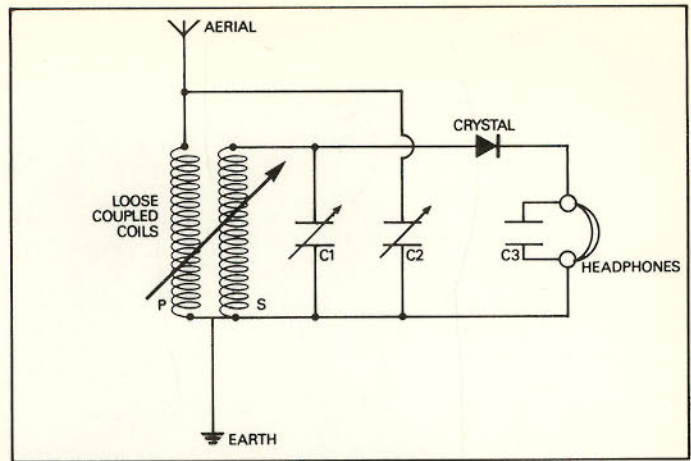 AERIAL
CRYSTAL
LOOSE
COUPLED
COILS
C1
C2
C3
HEADPHONES
P
S
EARTH